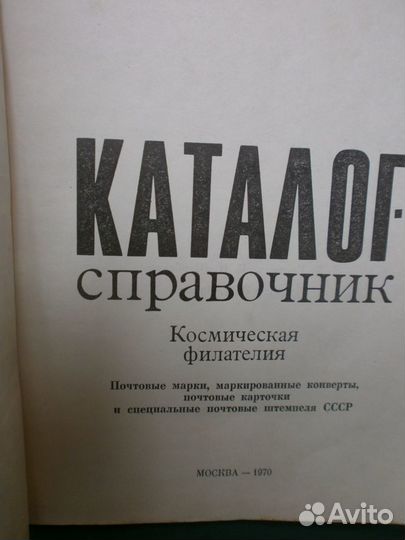 КАТАЛОГ-
справочник
Космическая
филателия
Почтовые марки, маркированные конверты,
почтовые карточки
и специальные почтовые штемпеля СССР
МОСКВА — 1970
Avito